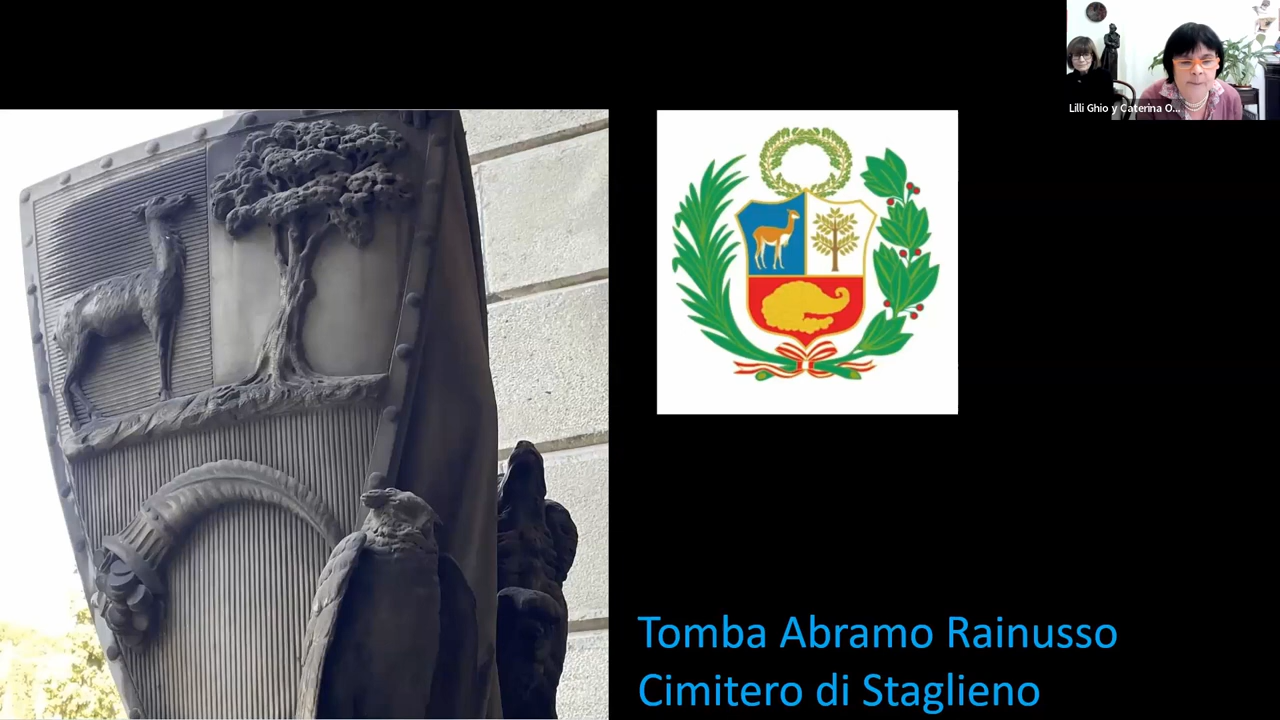 Lilli Ghio y Caterina O...
Tomba Abramo Rainusso
Cimitero di Staglieno